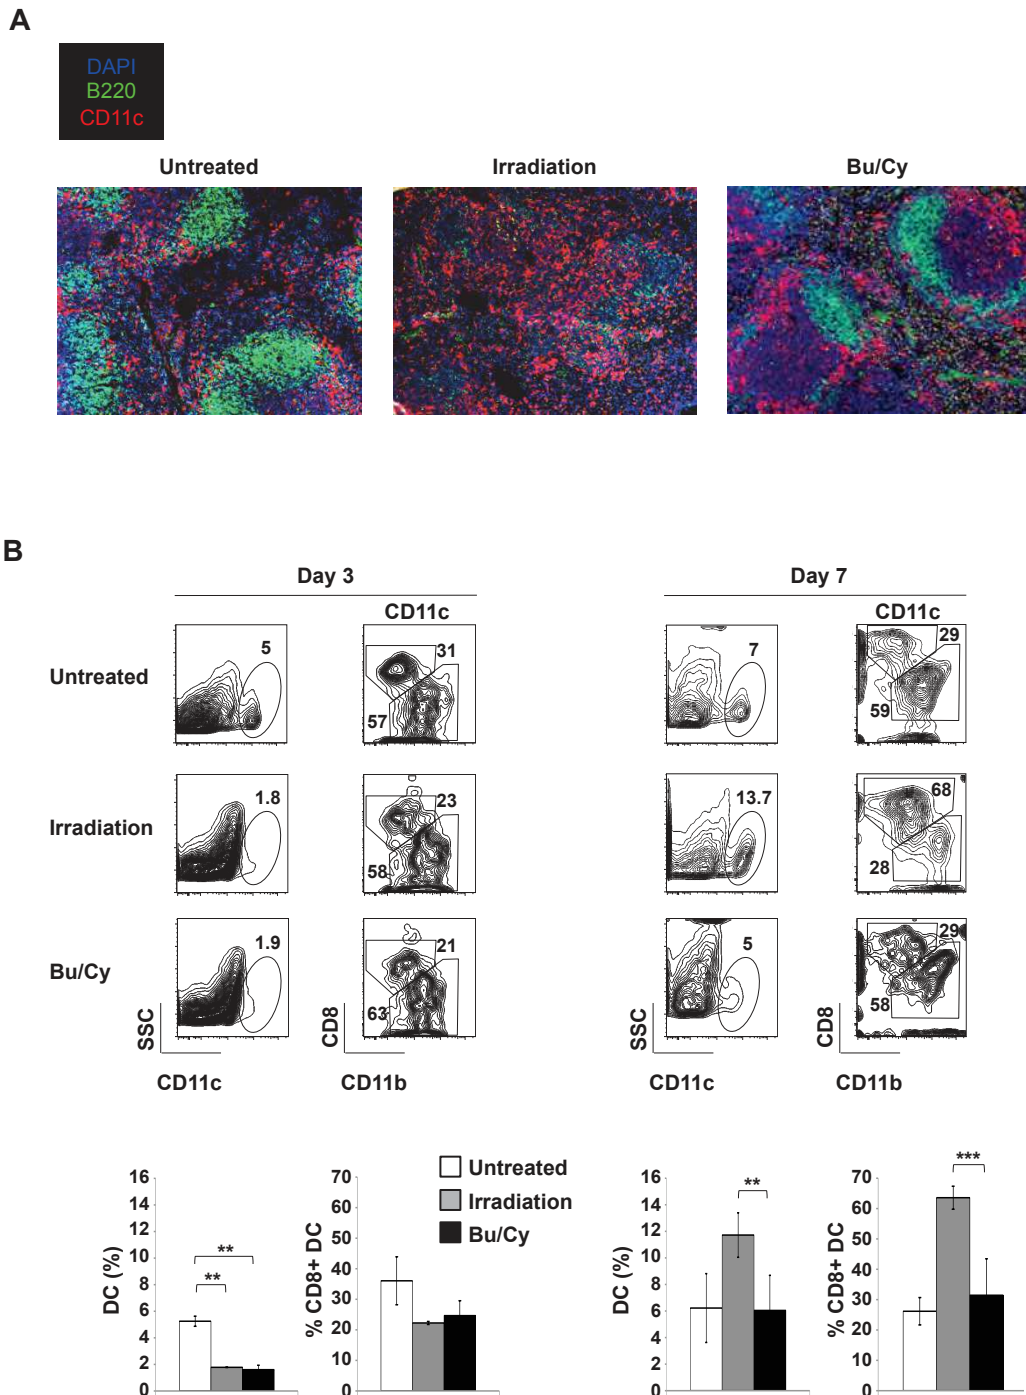 A
DAPI
B220
CD11c
Untreated
Irradiation
Bu/Cy
B
Day 3
Day 7
CD11c
CD11c
Untreated
5
31
57
7
29
59
Irradiation
1.8
23
58
13.7
68
28
Bu/Cy
1.9
21
63
5
29
58
SSC
CD8
SSC
CD8
CD11c
CD11b
CD11c
CD11b
Untreated
Irradiation
Bu/Cy
DC (%)
16
14
12
10
8
6
4
2
0
**
**
% CD8+ DC
70
60
50
40
30
20
10
0
DC (%)
16
14
12
10
8
6
4
2
0
**
% CD8+ DC
70
60
50
40
30
20
10
0
***